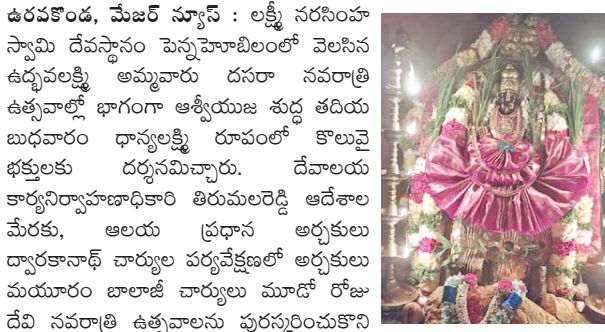 ఉరవకొండ, మేజర్ న్యూస్ : లక్ష్మీ నరసింహ
స్వామి దేవస్థానం పెన్నహెూబిలంలో వెలసిన
ఉద్భవలక్ష్మి అమ్మవారు దసరా నవరాత్రి
ఉత్సవాల్లో భాగంగా ఆశ్వీయుజ శుద్ధ తదియ
బుధవారం ధాన్యలక్ష్మి రూపంలో కొలువై
భక్తులకు దర్శనమిచ్చారు. దేవాలయ
కార్యనిర్వాహణాధికారి తిరుమలరెడ్డి ఆదేశాల
మేరకు, ఆలయ ప్రధాన అర్చకులు
ద్వారకానాథ్ చార్యుల పర్యవేక్షణలో అర్చకులు
మయూరం బాలాజీ చార్యులు మూడో రోజు
దేవి నవరాత్రి ఉత్సవాలను పురస్కరించుకొని